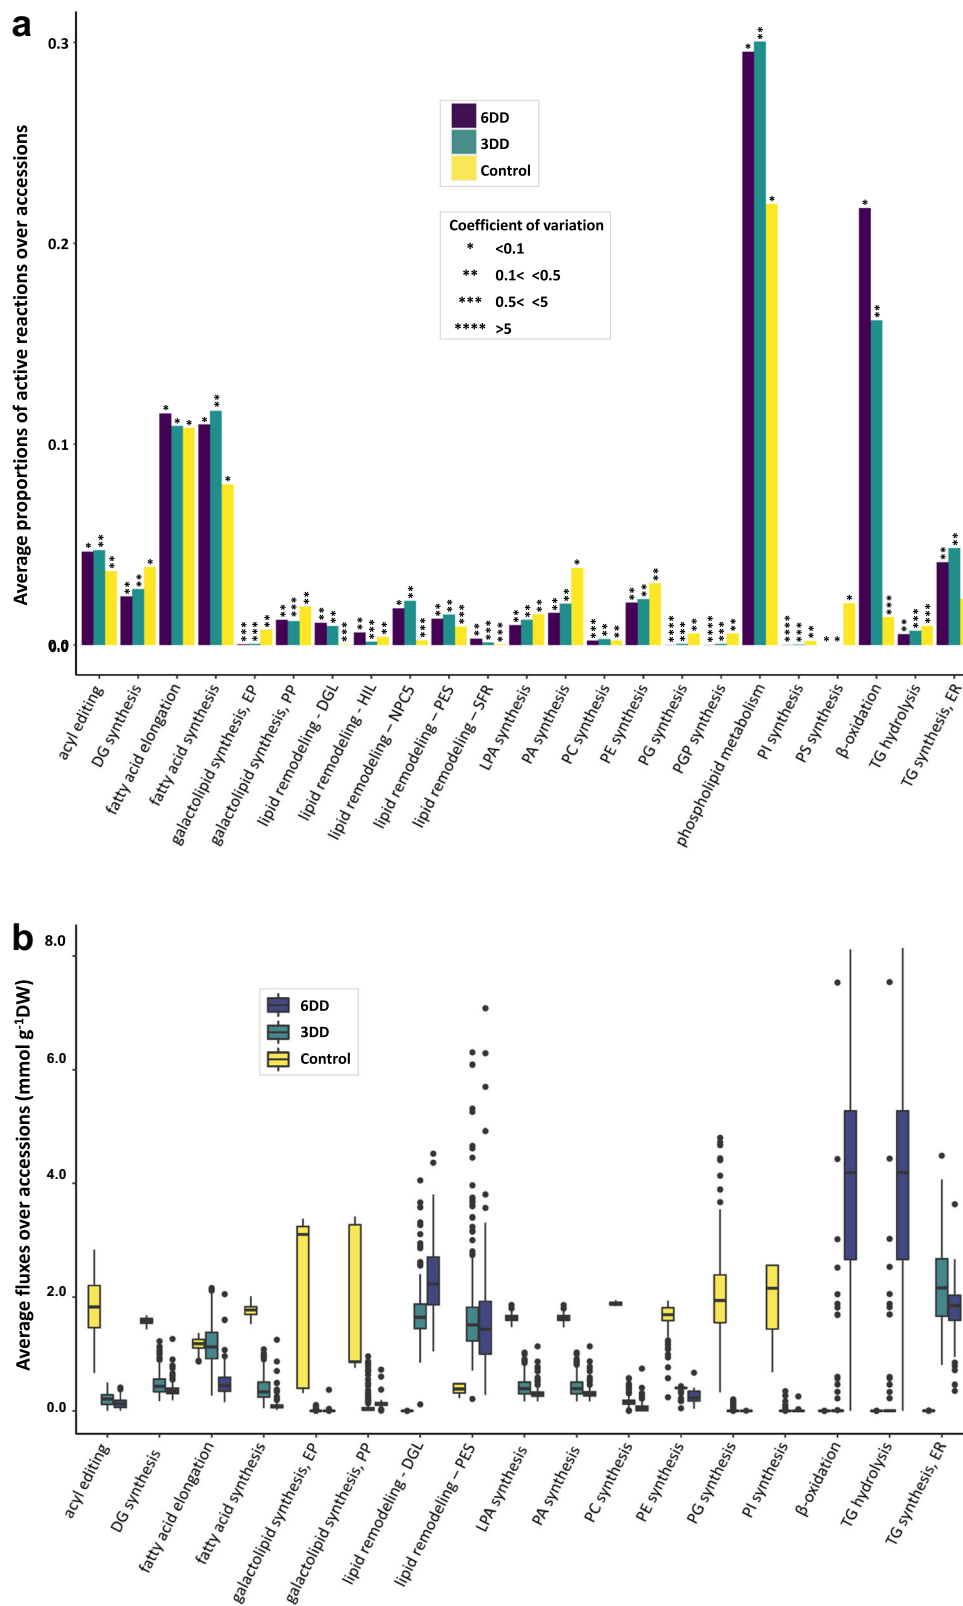 a
Average proportions of active reactions over accessions
0.3
0.2
0.1
0.0
6DD
3DD
Control
Coefficient of variation
* <0.1
** 0.1< <0.5
*** 0.5< <5
**** >5
acyl editing
DG synthesis
fatty acid elongation
fatty acid synthesis
galactolipid synthesis, EP
galactolipid synthesis, PP
lipid remodeling - DGL
lipid remodeling - HIL
lipid remodeling – NPC5
lipid remodeling – PES
lipid remodeling – SFR
LPA synthesis
PA synthesis
PC synthesis
PE synthesis
PG synthesis
PGP synthesis
phospholipid metabolism
PI synthesis
PS synthesis
β-oxidation
TG hydrolysis
TG synthesis, ER
b
Average fluxes over accessions (mmol g-1DW)
8.0
6.0
4.0
2.0
0.0
6DD
3DD
Control
acyl editing
DG synthesis
fatty acid elongation
fatty acid synthesis
galactolipid synthesis, EP
galactolipid synthesis, PP
lipid remodeling - DGL
lipid remodeling – PES
LPA synthesis
PA synthesis
PC synthesis
PE synthesis
PG synthesis
PI synthesis
β-oxidation
TG hydrolysis
TG synthesis, ER